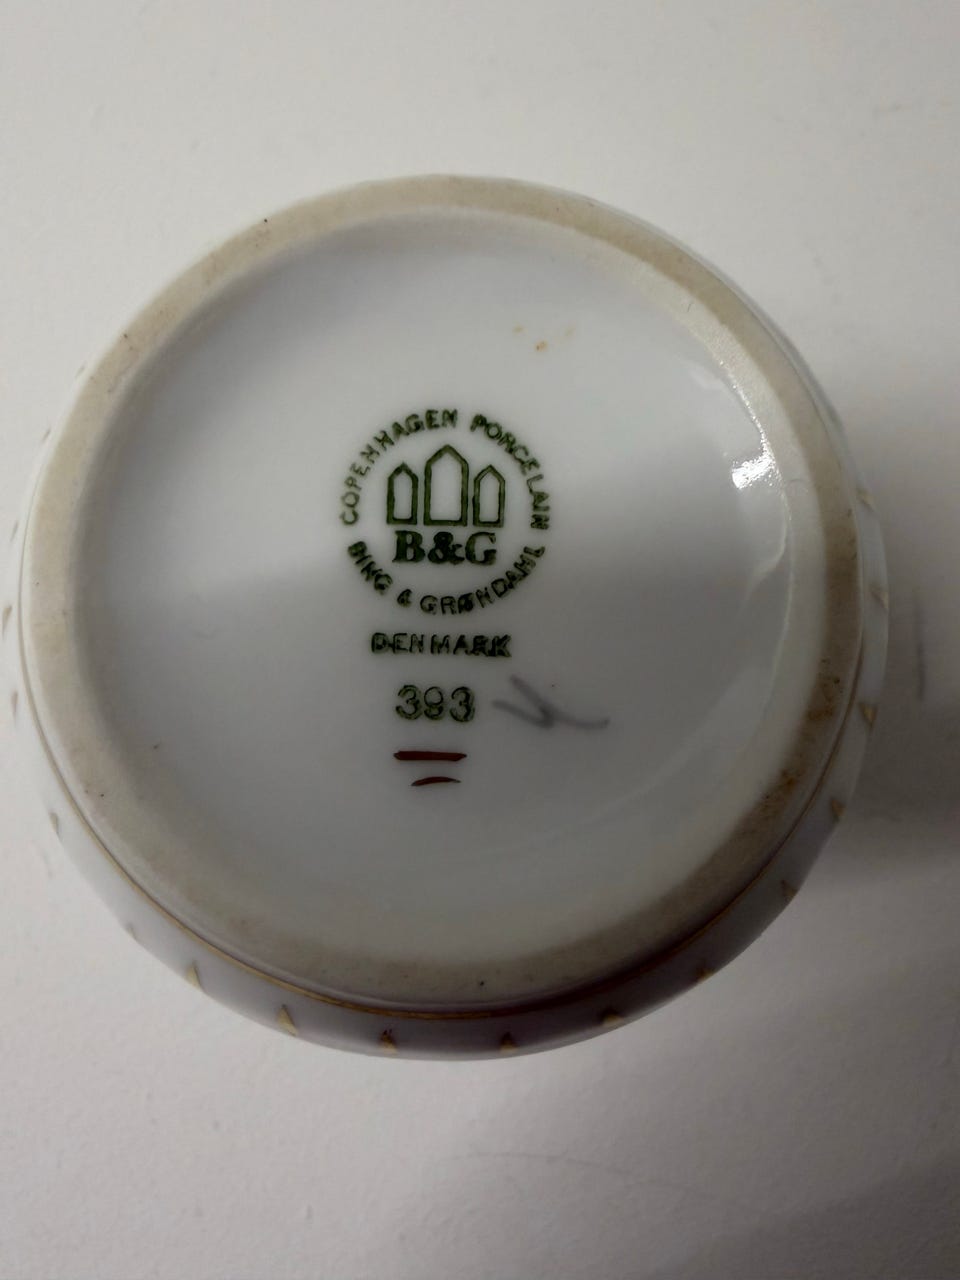 COPENHAGEN PORCELAIN
B&G
BING & GRØNDAHL
DENMARK
393